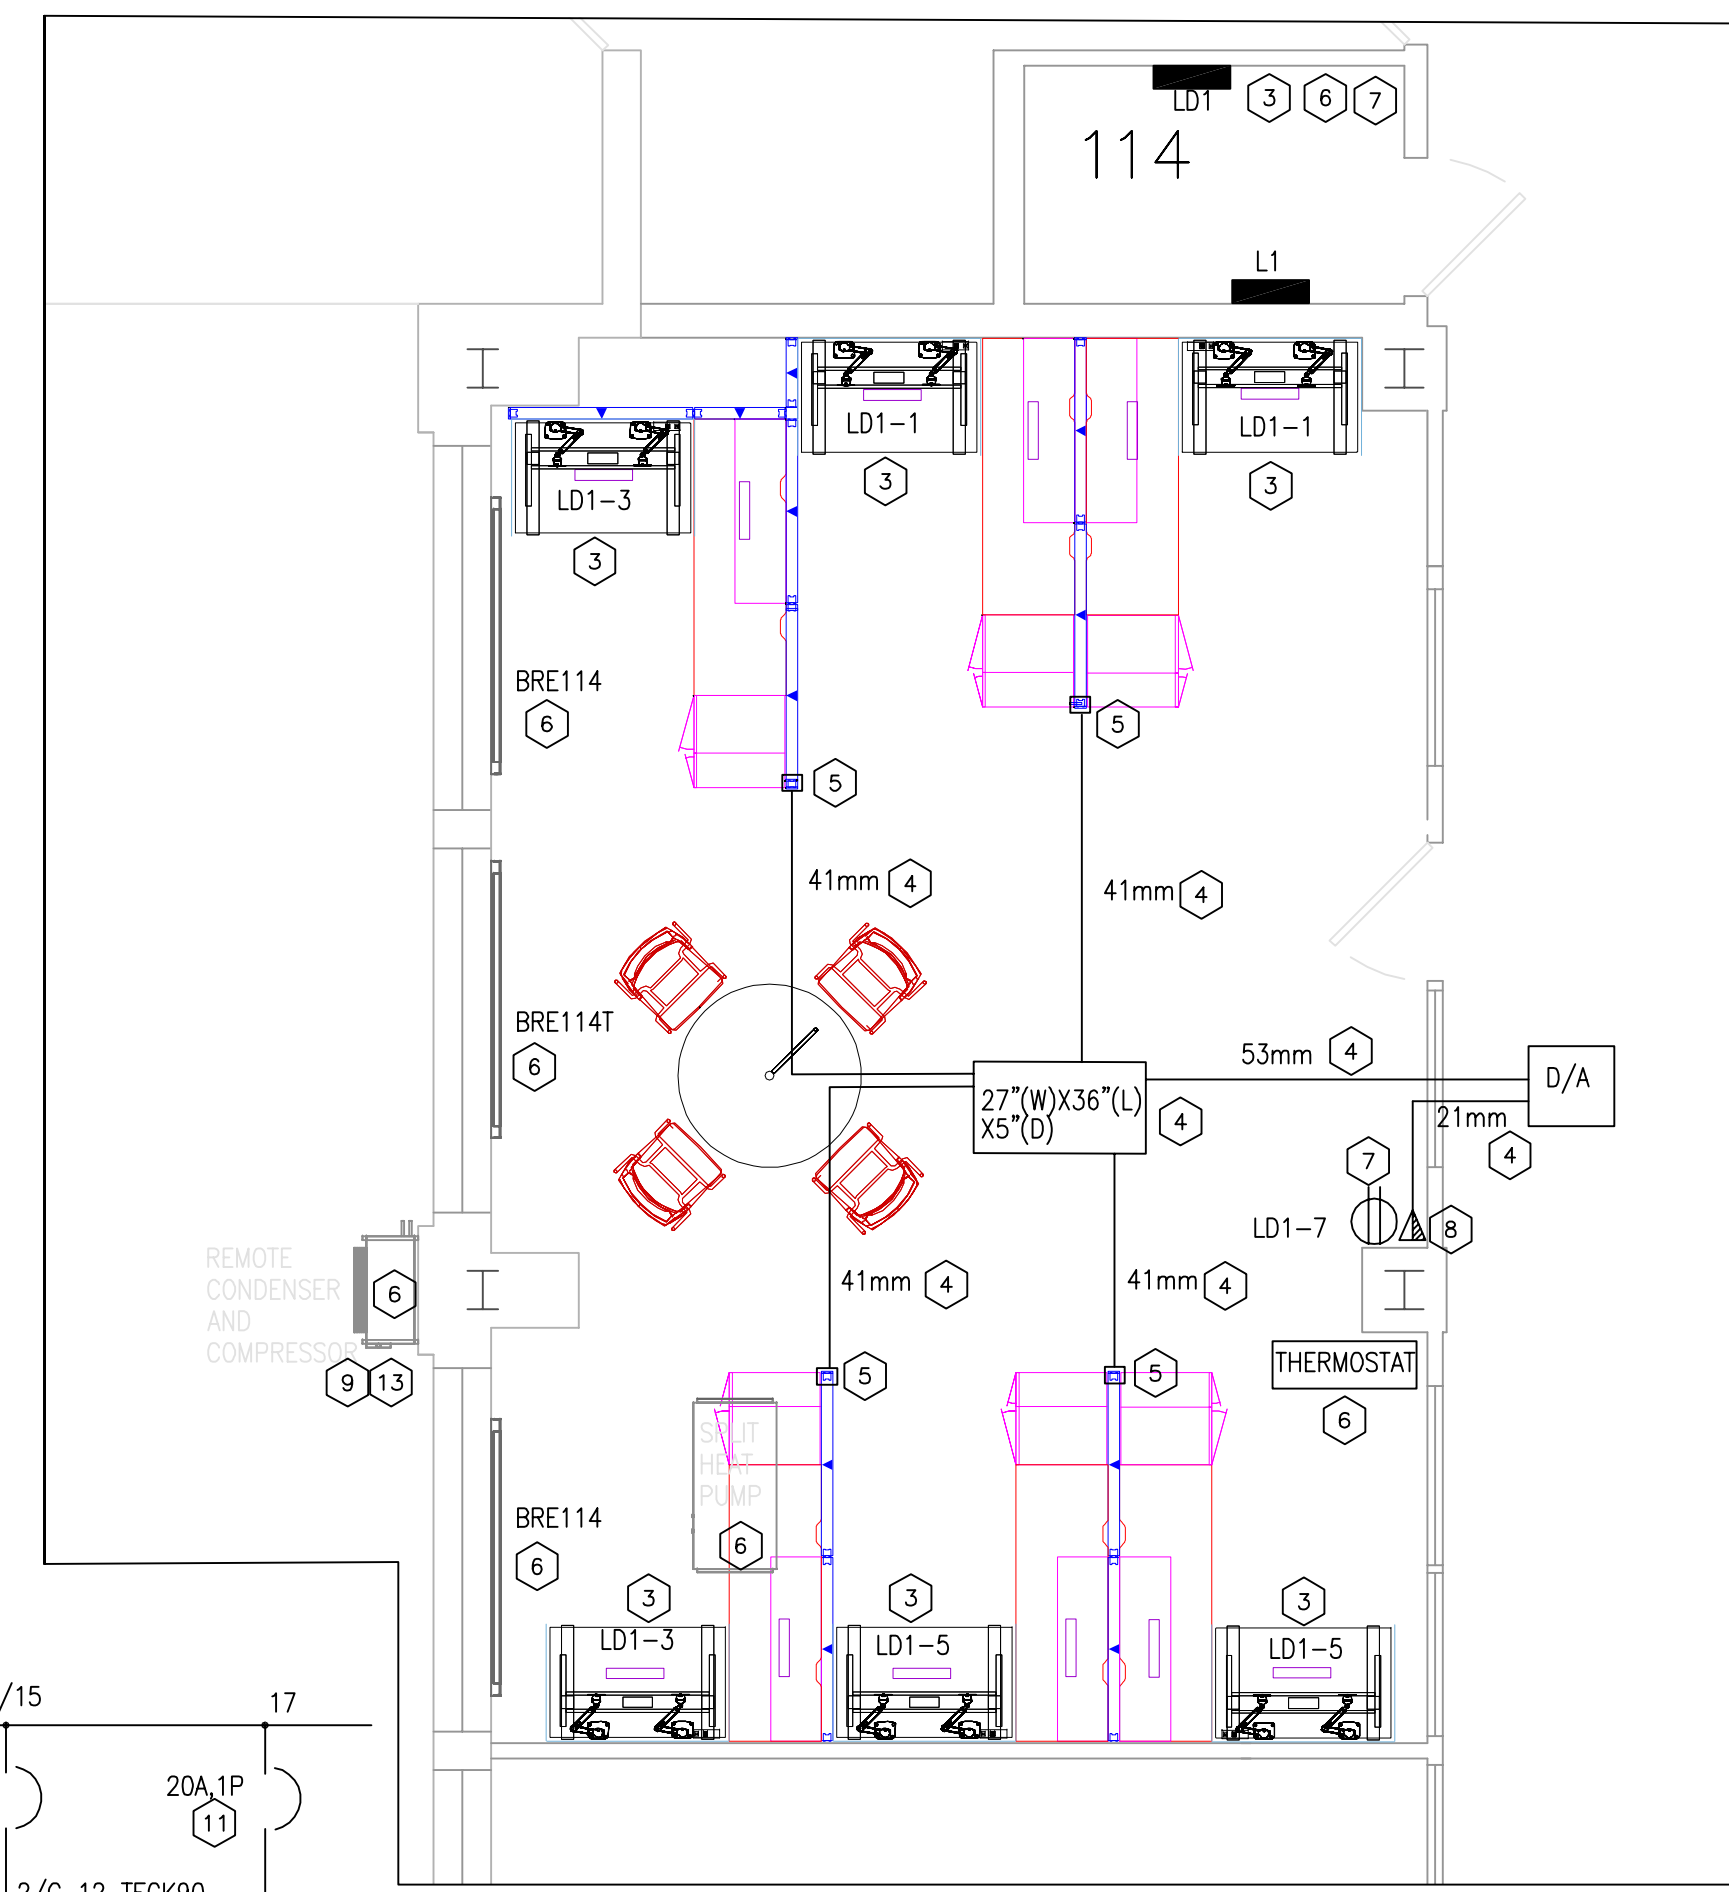 LD1
3
6
7
114
L1
LD1-1
LD1-1
3
3
LD1-3
3
BRE114
6
5
5
41mm
4
41mm
4
BRE114T
6
53mm
4
D/A
27"(W)X36"(L)
X5"(D)
4
21mm
4
7
LD1-7
8
REMOTE
CONDENSER
AND
COMPRESSOR
6
41mm
4
41mm
4
9
13
5
5
THERMOSTAT
6
SPLIT
HEAT
PUMP
6
BRE114
6
3
3
3
LD1-3
LD1-5
LD1-5
/15
17
20A,1P
11